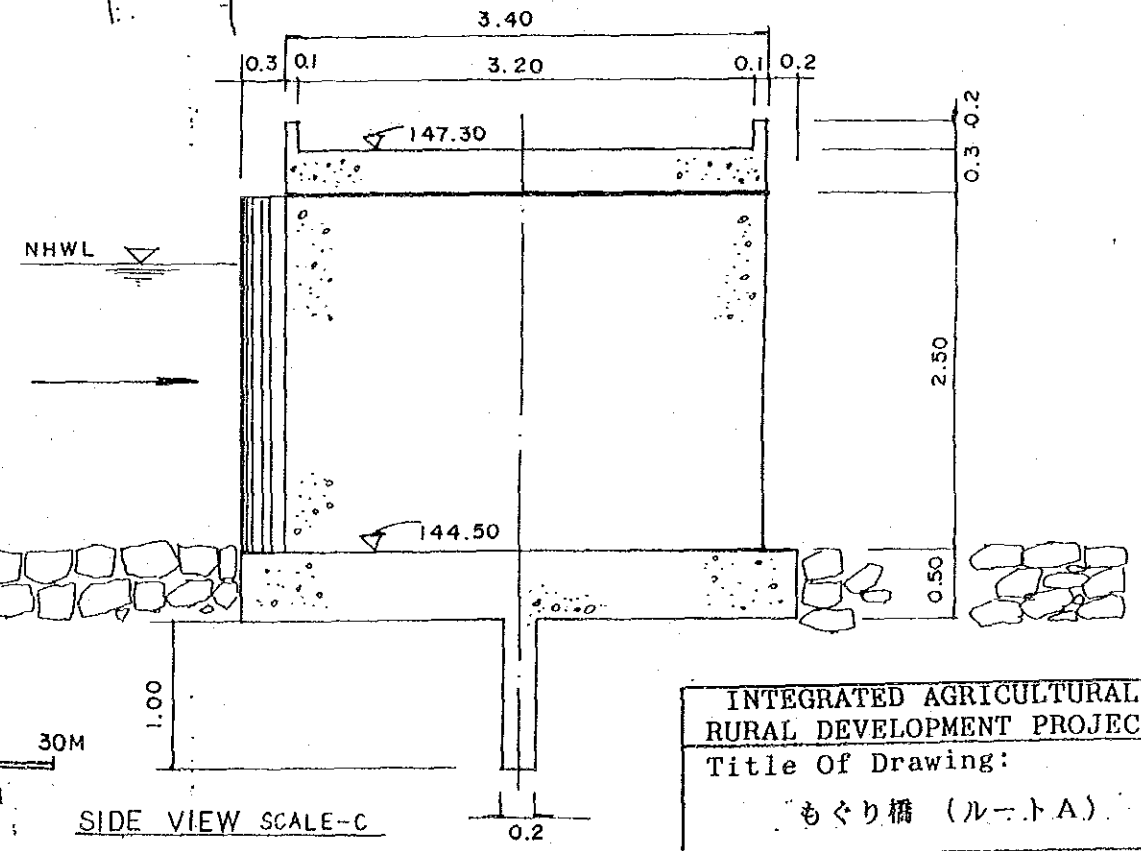 3.40
0.3 0.1 3.20 0.1 0.2
0.2
147.30
0.3
NHWL
2.50
144.50
0.50
1.00
30M
SIDE VIEW SCALE-C
0.2
INTEGRATED AGRICULTURAL
RURAL DEVELOPMENT PROJEC
Title Of Drawing:
もぐり橋 (ルートA)